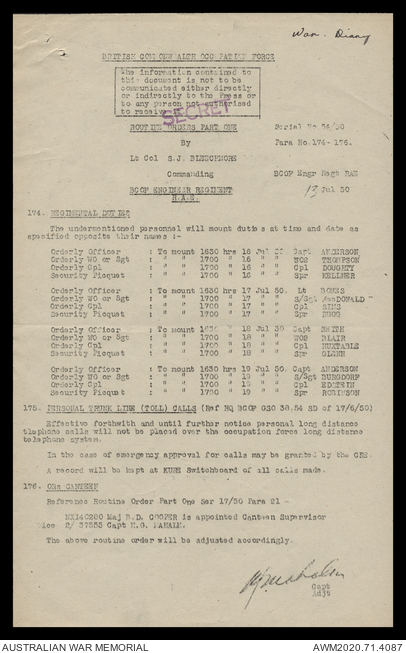 War Diary
BRITISH COMMONWEALTH OCCUPATION FORCE
The information contained to
this document is not to be
communicated either directly
or indirectly to the Press or
to any person not authorised
to receive it
SECRET
ROUTINE ORDERS PART ONE Serial No 34/50
By Para No.174- 176.
Lt Col S.J. BLEECHMORE
Commanding BCOF Engr Regt RAE
BCOF ENGINEER REGIMENT 13 Jul 50
R.A.E.
174. REGIMENTAL DUTIES
The undermentioned personnel will mount duties at time and date as
specified opposite their names :-
Orderly Officer : To mount 1630 hrs 16 Jul 50 Capt ANDERSON
Orderly WO or Sgt : " " 1700 " 16 " " WO2 THOMPSON
Orderly Cpl : " " 1700 " 16 " " Cpl DOUGHTY
Security Picquet : " " 1700 " 16 " " Spr KELLNER
Orderly Officer : To mount 1630 hrs 17 Jul 50. Lt
Orderly WO or Sgt : " " 1700 " 17 " " S/Sgt MacDONALD
Orderly Cpl : " " 1700 " 17 " " Cpl
Security Picquet : " " 1700 " 17 " " Spr
Orderly Officer : To mount 1630 hrs 18 Jul 50 Capt SMITH
Orderly WO or Sgt : " " 1700 " 18 " " WO2 BLAIR
Orderly Cpl : " " 1700 " 18 " " Cpl HUXTABLE
Security Picquet : " " 1700 " 18 " " Spr GLENN
Orderly Officer : To mount 1630 hrs 19 Jul 50. Capt ANDERSON
Orderly WO or Sgt : " " 1700 " 19 " " S/Sgt BURGDORF
Orderly Cpl : " " 1700 " 19 " " Cpl
Security Picquet : " " 1700 " 19 " " Spr ROBINSON
175. PERSONAL TRUNK LINE (TOLL) CALLS (Ref HQ BCOF GRO 38.54 SD of 17/6/50)
Effective forthwith and until further notice personal long distance
telphone calls will not be placed over the occupation force long distance
telephone system.
In the case of emergency approval for calls may be granted by the CRE.
A record will be kept at KURE Switchboard of all calls made.
176. ORs CANTEEN
Reference Routine Order Part One Ser 17/50 Para 21 -
Maj R.D. COOPER is appointed Canteen Supervisor
vice 2/ 37555 Capt H.G.
The above routine order will be adjusted accordingly.
Capt
Adjt
AUSTRALIAN WAR MEMORIAL AWM2020.71.4087